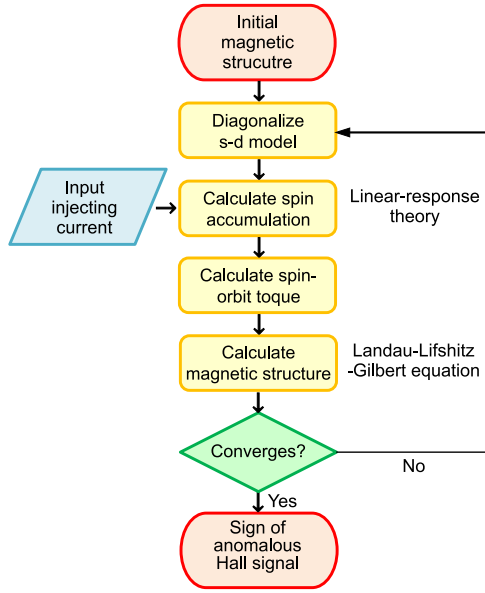 Initial
magnetic
strucutre
Diagonalize
s-d model
Input
injecting
current
Calculate spin
accumulation
Linear-response
theory
Calculate spin-
orbit toque
Calculate
magnetic structure
Landau-Lifshitz
-Gilbert equation
Converges?
No
Yes
Sign of
anomalous
Hall signal